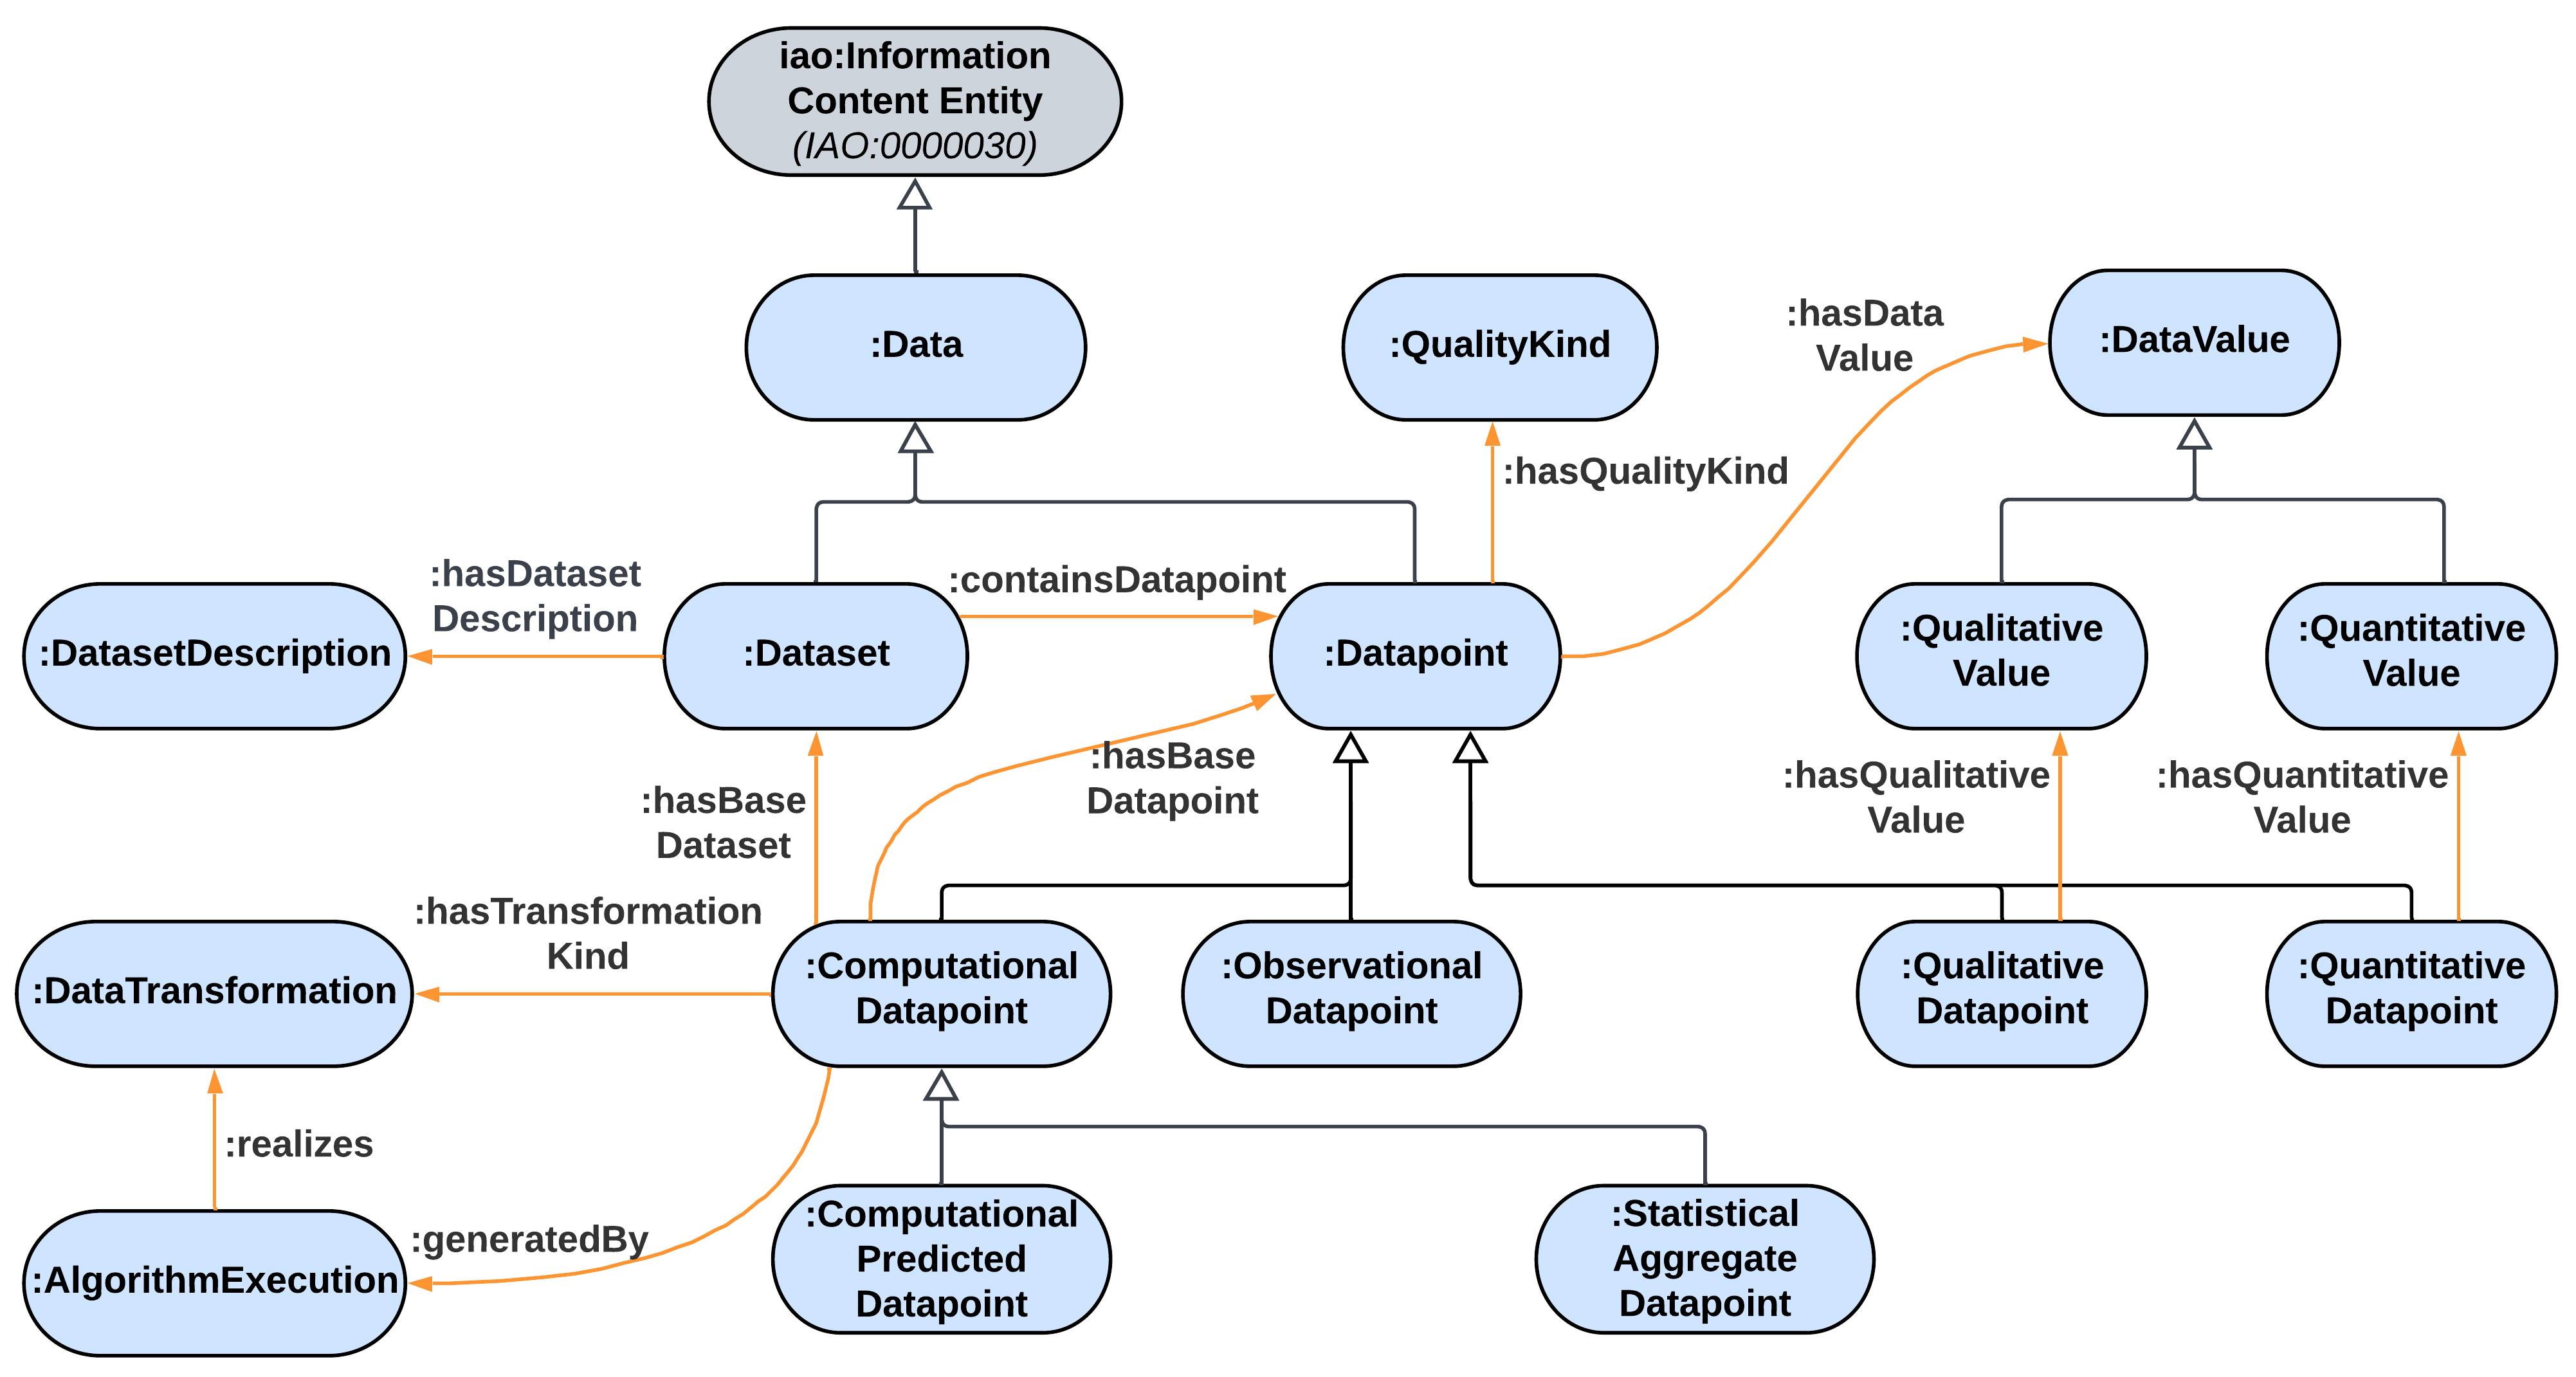 iao:Information
Content Entity
(IAO:0000030)
:Data
:QualityKind
:hasData
Value
:DataValue
:hasQualityKind
:hasDataset
Description
:containsDatapoint
:DatasetDescription
:Dataset
:Datapoint
:Qualitative
Value
:Quantitative
Value
:hasBase
Dataset
:hasBase
Datapoint
:hasQualitative
Value
:hasQuantitative
Value
:hasTransformation
Kind
:DataTransformation
:Computational
Datapoint
:Observational
Datapoint
:Qualitative
Datapoint
:Quantitative
Datapoint
:realizes
:generatedBy
:AlgorithmExecution
:Computational
Predicted
Datapoint
:Statistical
Aggregate
Datapoint